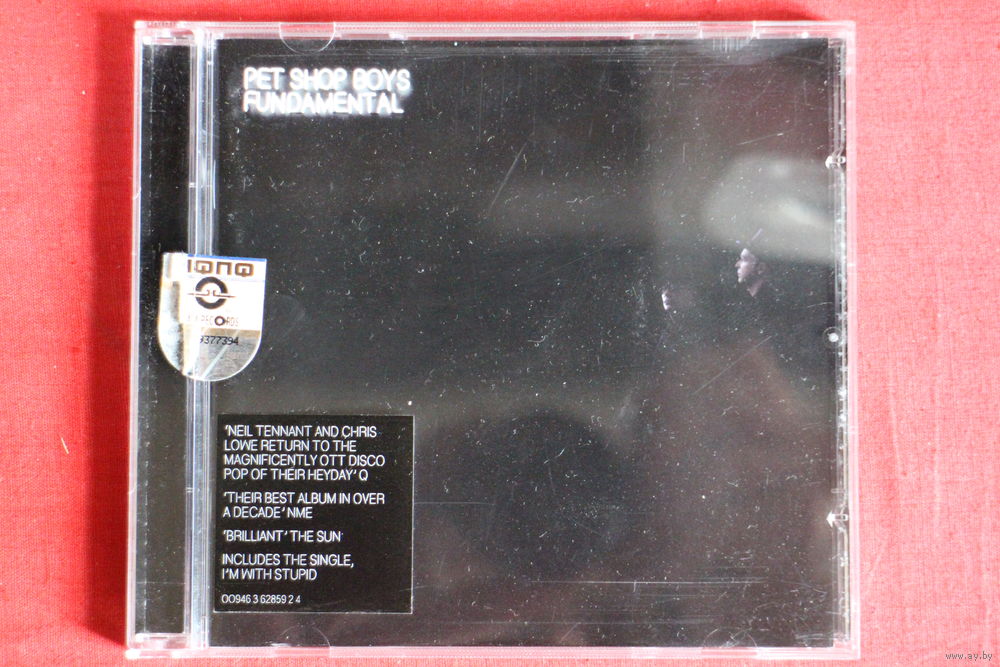 PET SHOP BOYS
FUNDAMENTAL
RECORDS
9377394
'NEIL TENNANT AND CHRIS
LOWE RETURN TO THE
MAGNIFICENTLY OTT DISCO
POP OF THEIR HEYDAY' Q
'THEIR BEST ALBUM IN OVER
A DECADE' NME
'BRILLIANT' THE SUN
INCLUDES THE SINGLE,
I'M WITH STUPID
00946 3 62859 2 4
www.ay.by